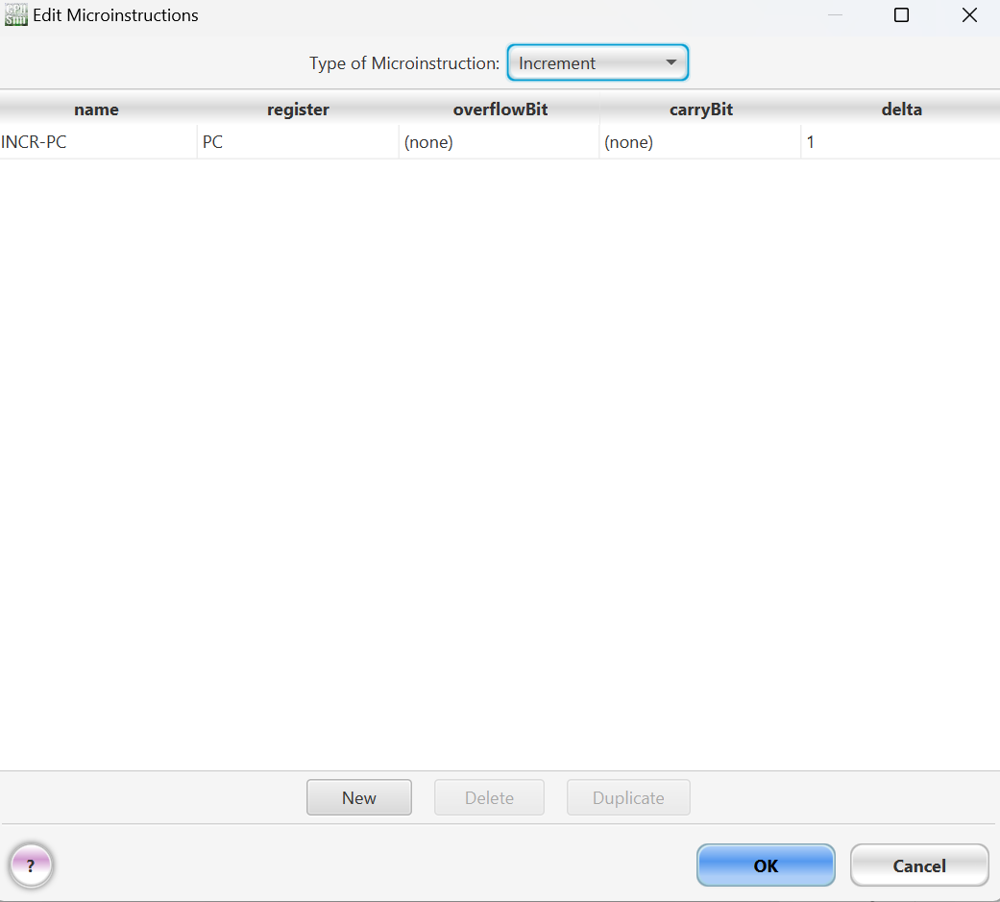 Edit Microinstructions
Type of Microinstruction: Increment
name register overflowBit carryBit delta
INCR-PC PC (none) (none) 1
New Delete Duplicate
? OK Cancel